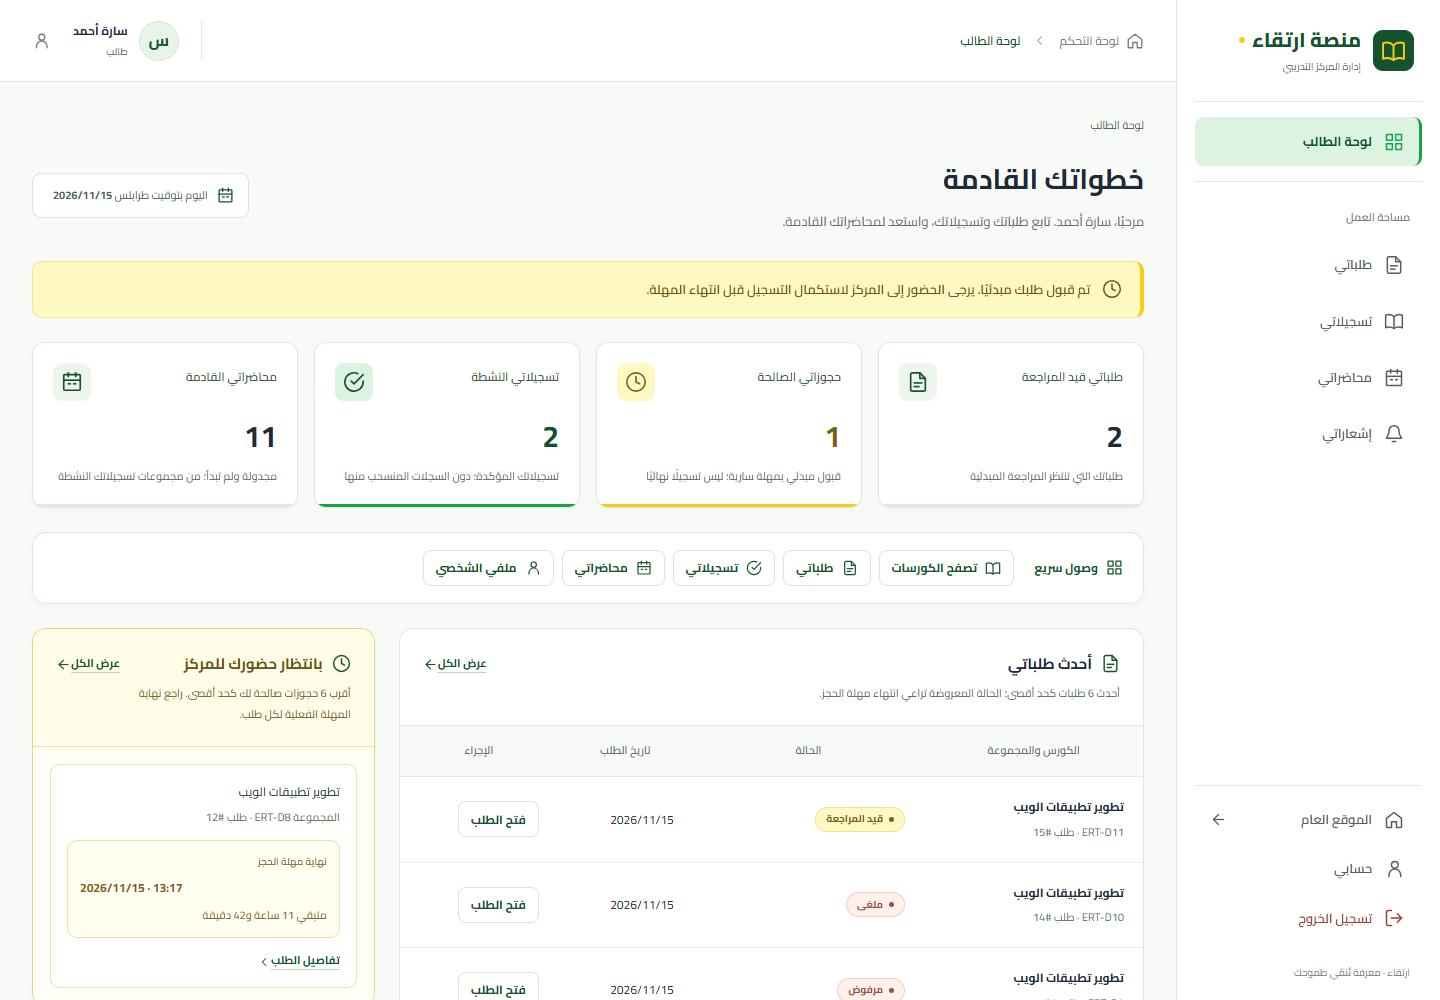 منصة ارتقاء
إدارة المركز التدريبي
لوحة الطالب
مساحة العمل
طلباتي
تسجيلاتي
محاضراتي
إشعاراتي
الموقع العام
حسابي
تسجيل الخروج
ارتقاء · معرفة تُنمّي طموحك
لوحة التحكم
لوحة الطالب
سارة أحمد
طالب
س
لوحة الطالب
خطواتك القادمة
مرحبًا، سارة أحمد. تابع طلباتك وتسجيلاتك، واستعد لمحاضراتك القادمة.
اليوم بتوقيت طرابلس 2026/11/15
تم قبول طلبك مبدئيًا. يرجى الحضور إلى المركز لاستكمال التسجيل قبل انتهاء المهلة.
طلباتي قيد المراجعة
2
طلباتك التي تنتظر المراجعة المبدئية
حجوزاتي الصالحة
1
قبول مبدئي بمهلة سارية؛ ليس تسجيلًا نهائيًا
تسجيلاتي النشطة
2
تسجيلاتك المؤكدة؛ دون السجلات المنسحب منها
محاضراتي القادمة
11
مجدولة ولم تبدأ؛ من مجموعات تسجيلاتك النشطة
وصول سريع
تصفح الكورسات
طلباتي
تسجيلاتي
محاضراتي
ملفي الشخصي
أحدث طلباتي
عرض الكل
أحدث 6 طلبات كحد أقصى؛ الحالة المعروضة تراعي انتهاء مهلة الحجز.
الكورس والمجموعة الحالة تاريخ الطلب الإجراء
تطوير تطبيقات الويب
ERT-D11 · طلب #15
قيد المراجعة
2026/11/15
فتح الطلب
تطوير تطبيقات الويب
ERT-D10 · طلب #14
ملغى
2026/11/15
فتح الطلب
تطوير تطبيقات الويب
مرفوض
2026/11/15
فتح الطلب
بانتظار حضورك للمركز
عرض الكل
أقرب 6 حجوزات صالحة لك كحد أقصى. راجع نهاية
المهلة الفعلية لكل طلب.
تطوير تطبيقات الويب
المجموعة ERT-D8 · طلب #12
نهاية مهلة الحجز
2026/11/15 · 13:17
متبقي 11 ساعة و42 دقيقة
تفاصيل الطلب